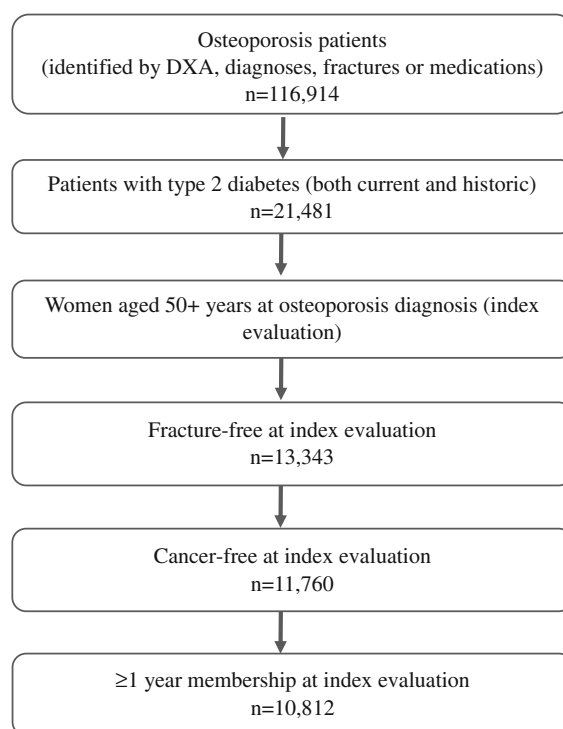 Osteoporosis patients
(identified by DXA, diagnoses, fractures or medications)
n=116,914
Patients with type 2 diabetes (both current and historic)
n=21,481
Women aged 50+ years at osteoporosis diagnosis (index
evaluation)
Fracture-free at index evaluation
n=13,343
Cancer-free at index evaluation
n=11,760
≥1 year membership at index evaluation
n=10,812